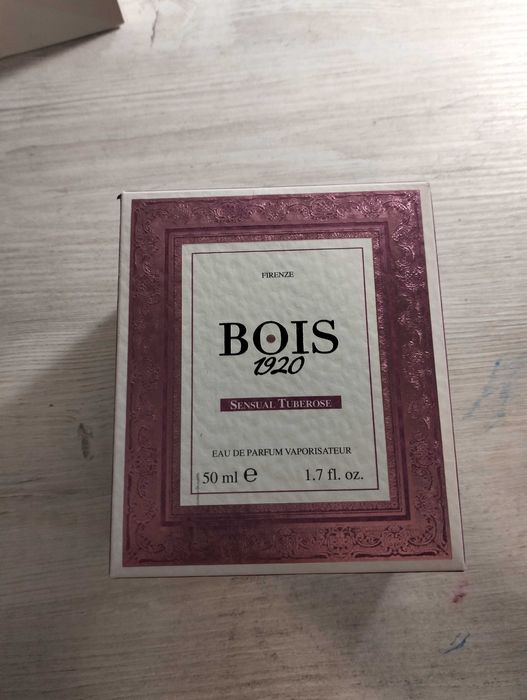 FIRENZE
BOIS
1920
SENSUAL TUBEROSE
EAU DE PARFUM VAPORISATEUR
50 ml ℮ 1.7 fl. oz.